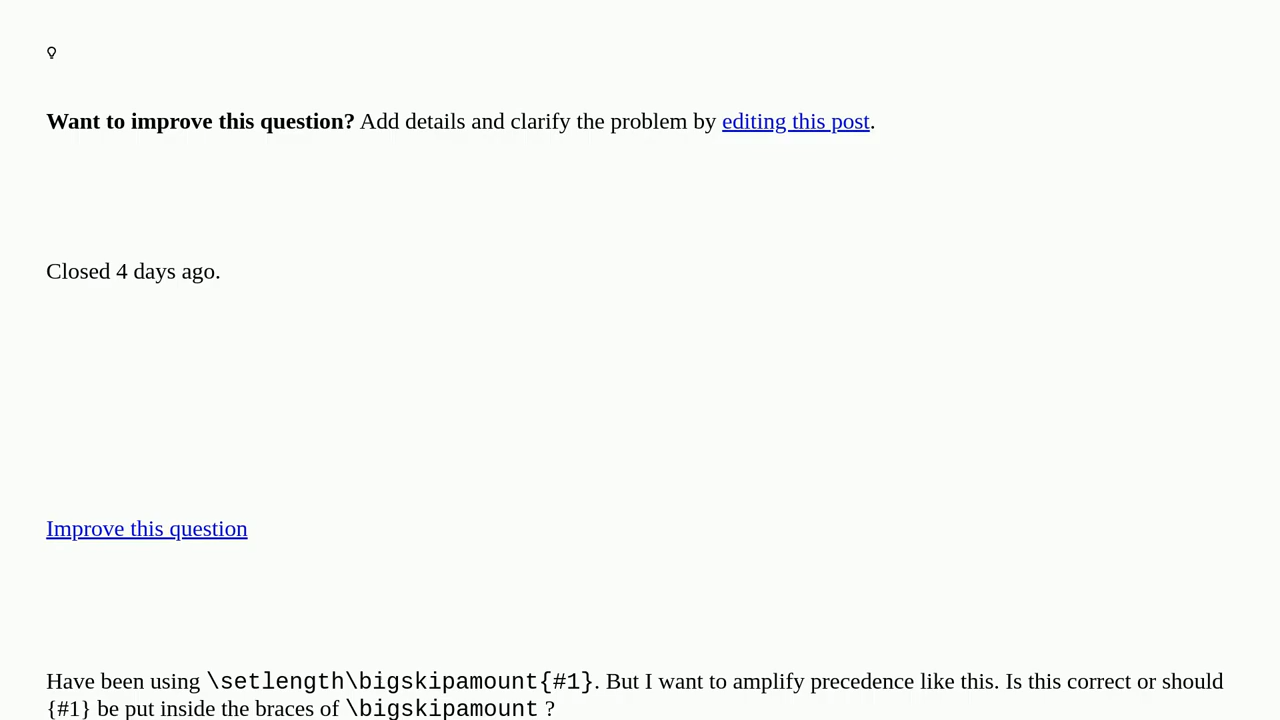 Want to improve this question? Add details and clarify the problem by editing this post.
Closed 4 days ago.
Improve this question
Have been using \setlength\bigskipamount{#1}. But I want to amplify precedence like this. Is this correct or should
{#1} be put inside the braces of \bigskipamount ?